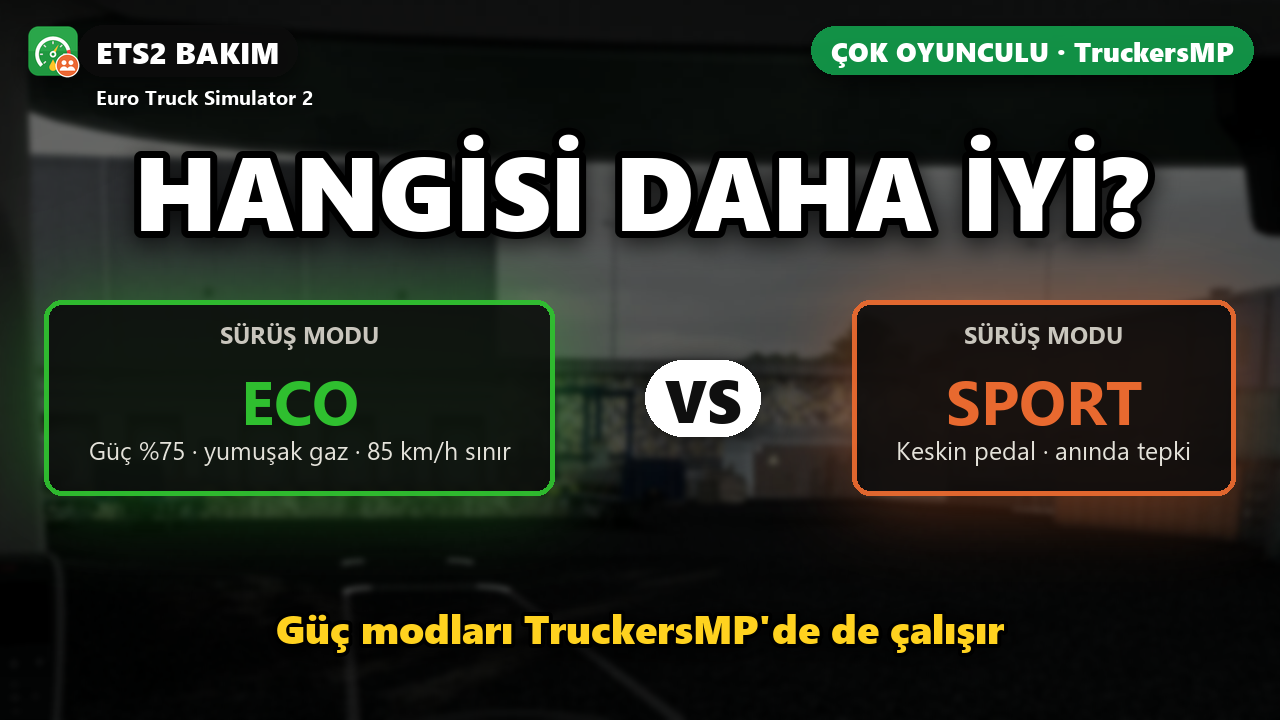 ETS2 BAKIM
ÇOK OYUNCULU · TruckersMP
Euro Truck Simulator 2
HANGİSİ DAHA İYİ?
SÜRÜŞ MODU
ECO
Güç %75 · yumuşak gaz · 85 km/h sınır
VS
SÜRÜŞ MODU
SPORT
Keskin pedal · anında tepki
Güç modları TruckersMP'de de çalışır